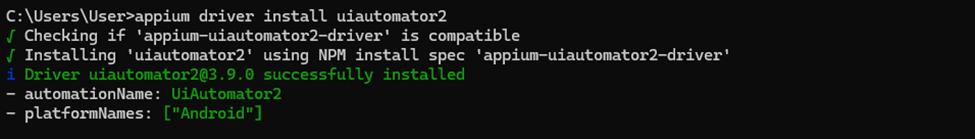 C:\Users\User>appium driver install uiautomator2
√ Checking if 'appium-uiautomator2-driver' is compatible
√ Installing 'uiautomator2' using NPM install spec 'appium-uiautomator2-driver'
i Driver uiautomator2@3.9.0 successfully installed
- automationName: UiAutomator2
- platformNames: ["Android"]